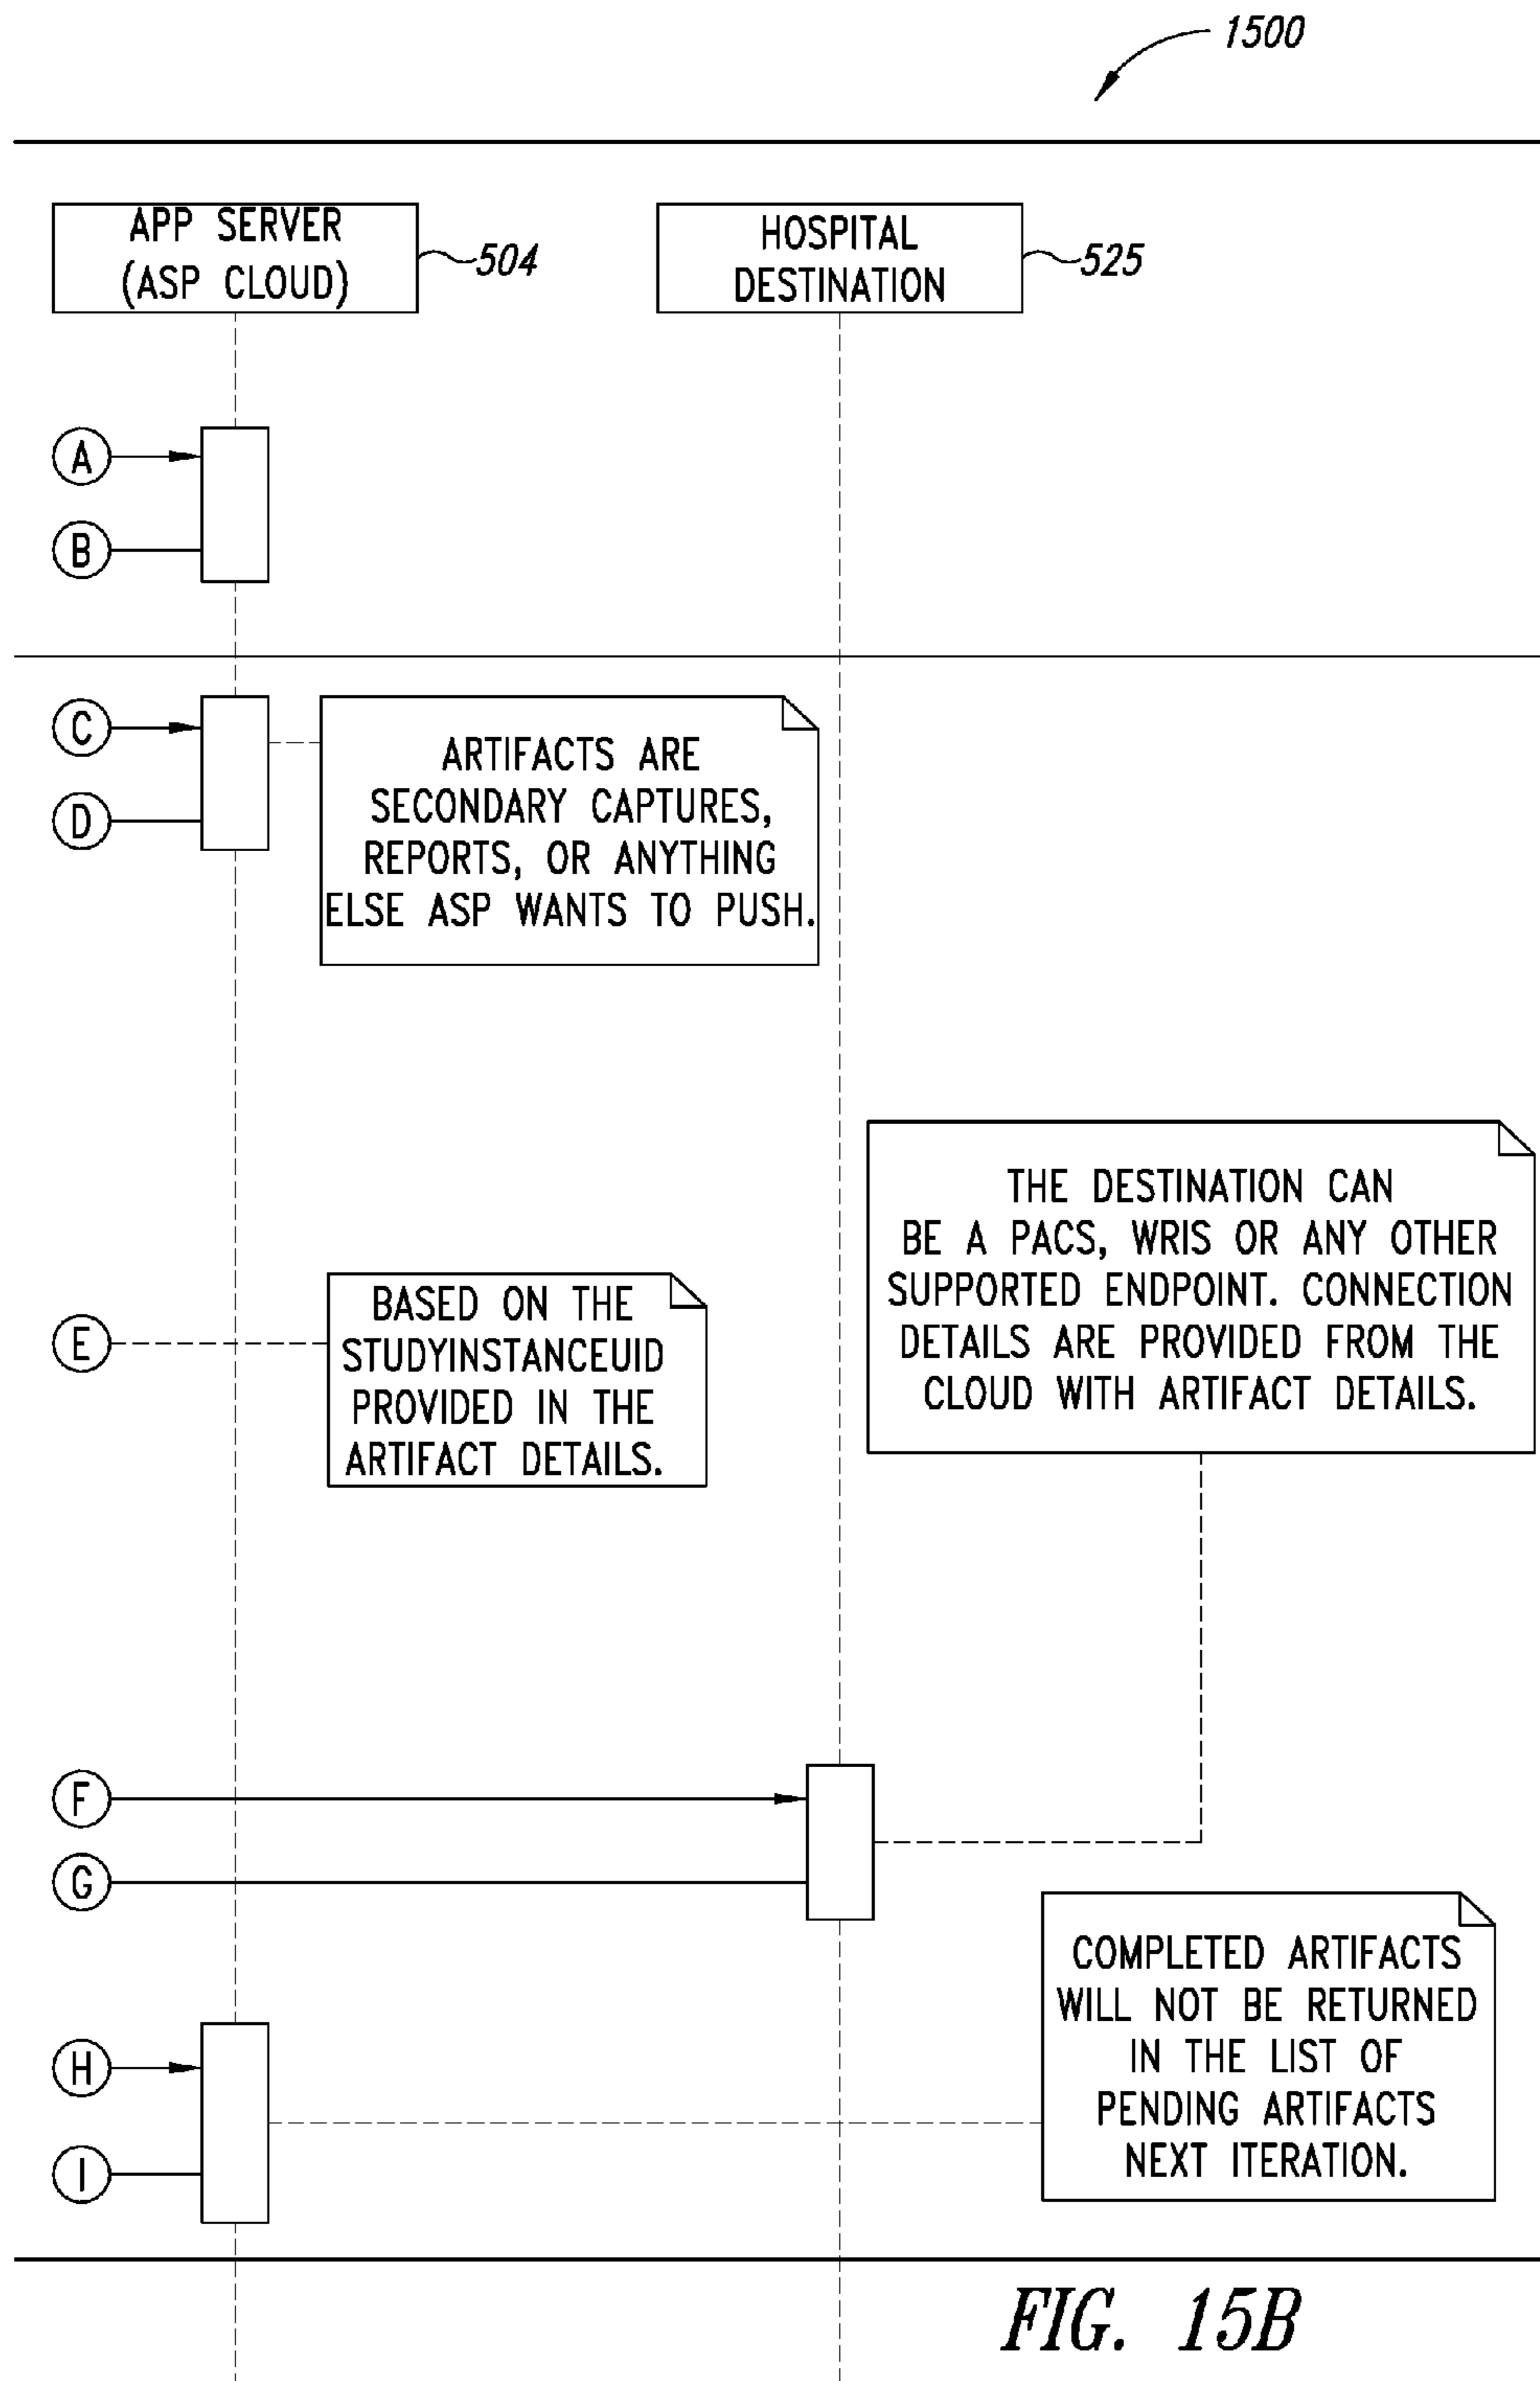 1500
APP SERVER
(ASP CLOUD)
504
HOSPITAL
DESTINATION
525
A
B
C
D
ARTIFACTS ARE
SECONDARY CAPTURES,
REPORTS, OR ANYTHING
ELSE ASP WANTS TO PUSH.
THE DESTINATION CAN
BE A PACS, WRIS OR ANY OTHER
SUPPORTED ENDPOINT. CONNECTION
DETAILS ARE PROVIDED FROM THE
CLOUD WITH ARTIFACT DETAILS.
E
BASED ON THE
STUDYINSTANCEUID
PROVIDED IN THE
ARTIFACT DETAILS.
F
G
COMPLETED ARTIFACTS
WILL NOT BE RETURNED
IN THE LIST OF
PENDING ARTIFACTS
NEXT ITERATION.
H
I
FIG. 15B